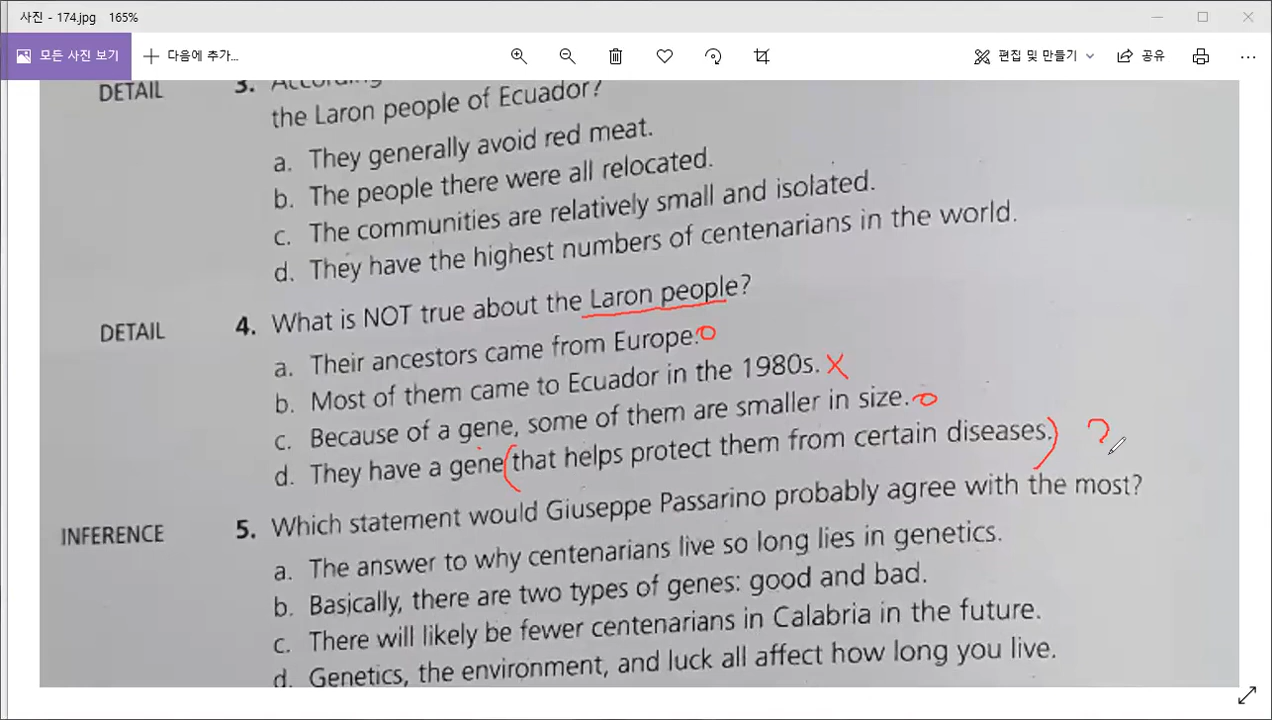 사진 - 174.jpg 165%
모든 사진 보기 다음에 추가... 편집 및 만들기 공유
DETAIL 3. According
the Laron people of Ecuador?
a. They generally avoid red meat.
b. The people there were all relocated.
c. The communities are relatively small and isolated.
d. They have the highest numbers of centenarians in the world.
DETAIL 4. What is NOT true about the Laron people?
a. Their ancestors came from Europe. o
b. Most of them came to Ecuador in the 1980s. X
c. Because of a gene, some of them are smaller in size. o
d. They have a gene (that helps protect them from certain diseases.) ?
INFERENCE 5. Which statement would Giuseppe Passarino probably agree with the most?
a. The answer to why centenarians live so long lies in genetics.
b. Basically, there are two types of genes: good and bad.
c. There will likely be fewer centenarians in Calabria in the future.
d. Genetics, the environment, and luck all affect how long you live.